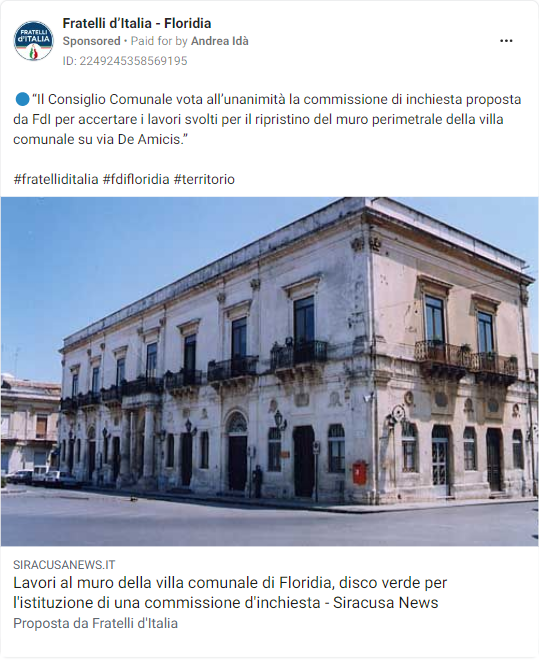 Fratelli d'Italia - Floridia
Sponsored • Paid for by Andrea Idà
ID: 2249245358569195
FRATELLI
d'ITALIA
🔵“Il Consiglio Comunale vota all’unanimità la commissione di inchiesta proposta
da FdI per accertare i lavori svolti per il ripristino del muro perimetrale della villa
comunale su via De Amicis.”
#fratelliditalia #fdifloridia #territorio
SIRACUSANEWS.IT
Lavori al muro della villa comunale di Floridia, disco verde per
l'istituzione di una commissione d'inchiesta - Siracusa News
Proposta da Fratelli d'Italia